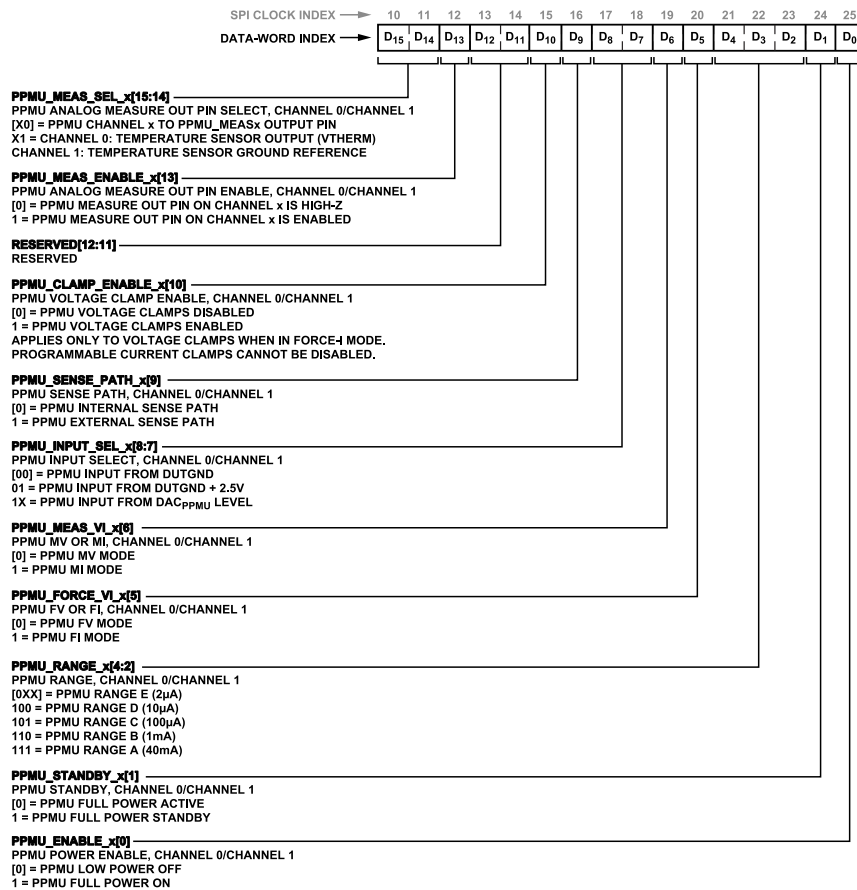 SPI CLOCK INDEX 10 11 12 13 14 15 16 17 18 19 20 21 22 23 24 25
DATA-WORD INDEX D15 D14 D13 D12 D11 D10 D9 D8 D7 D6 D5 D4 D3 D2 D1 D0
PPMU_MEAS_SEL_x[15:14]
PPMU ANALOG MEASURE OUT PIN SELECT, CHANNEL 0/CHANNEL 1
[X0] = PPMU CHANNEL x TO PPMU_MEASx OUTPUT PIN
X1 = CHANNEL 0: TEMPERATURE SENSOR OUTPUT (VTHERM)
CHANNEL 1: TEMPERATURE SENSOR GROUND REFERENCE
PPMU_MEAS_ENABLE_x[13]
PPMU ANALOG MEASURE OUT PIN ENABLE, CHANNEL 0/CHANNEL 1
[0] = PPMU MEASURE OUT PIN ON CHANNEL x IS HIGH-Z
1 = PPMU MEASURE OUT PIN ON CHANNEL x IS ENABLED
RESERVED[12:11]
RESERVED
PPMU_CLAMP_ENABLE_x[10]
PPMU VOLTAGE CLAMP ENABLE, CHANNEL 0/CHANNEL 1
[0] = PPMU VOLTAGE CLAMPS DISABLED
1 = PPMU VOLTAGE CLAMPS ENABLED
APPLIES ONLY TO VOLTAGE CLAMPS WHEN IN FORCE-I MODE.
PROGRAMMABLE CURRENT CLAMPS CANNOT BE DISABLED.
PPMU_SENSE_PATH_x[9]
PPMU SENSE PATH, CHANNEL 0/CHANNEL 1
[0] = PPMU INTERNAL SENSE PATH
1 = PPMU EXTERNAL SENSE PATH
PPMU_INPUT_SEL_x[8:7]
PPMU INPUT SELECT, CHANNEL 0/CHANNEL 1
[00] = PPMU INPUT FROM DUTGND
01 = PPMU INPUT FROM DUTGND + 2.5V
1X = PPMU INPUT FROM DACPPMU LEVEL
PPMU_MEAS_VI_x[6]
PPMU MV OR MI, CHANNEL 0/CHANNEL 1
[0] = PPMU MV MODE
1 = PPMU MI MODE
PPMU_FORCE_VI_x[5]
PPMU FV OR FI, CHANNEL 0/CHANNEL 1
[0] = PPMU FV MODE
1 = PPMU FI MODE
PPMU_RANGE_x[4:2]
PPMU RANGE, CHANNEL 0/CHANNEL 1
[0XX] = PPMU RANGE E (2µA)
100 = PPMU RANGE D (10µA)
101 = PPMU RANGE C (100µA)
110 = PPMU RANGE B (1mA)
111 = PPMU RANGE A (40mA)
PPMU_STANDBY_x[1]
PPMU STANDBY, CHANNEL 0/CHANNEL 1
[0] = PPMU FULL POWER ACTIVE
1 = PPMU FULL POWER STANDBY
PPMU_ENABLE_x[0]
PPMU POWER ENABLE, CHANNEL 0/CHANNEL 1
[0] = PPMU LOW POWER OFF
1 = PPMU FULL POWER ON